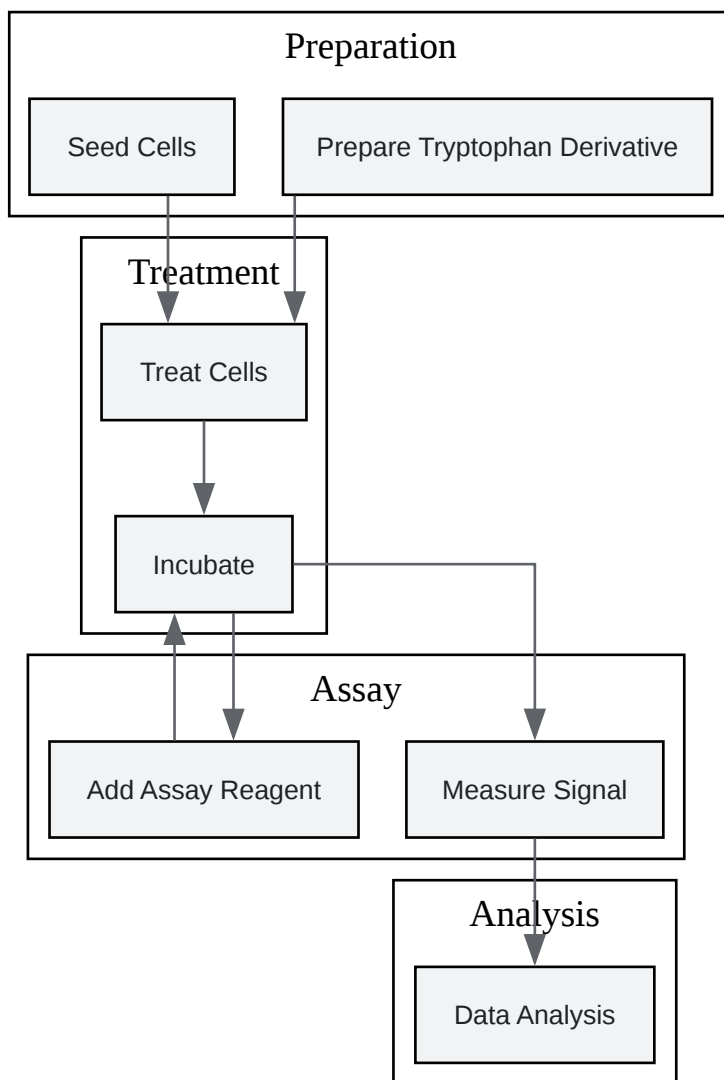 Preparation
Seed Cells
Prepare Tryptophan Derivative
Treatment
Treat Cells
Incubate
Assay
Add Assay Reagent
Measure Signal
Analysis
Data Analysis